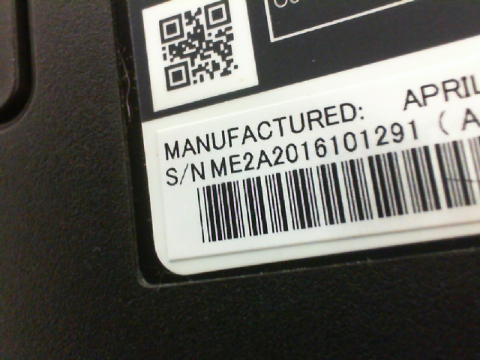 MANUFACTURED: APRIL
S/N ME2A2016101291 ( A